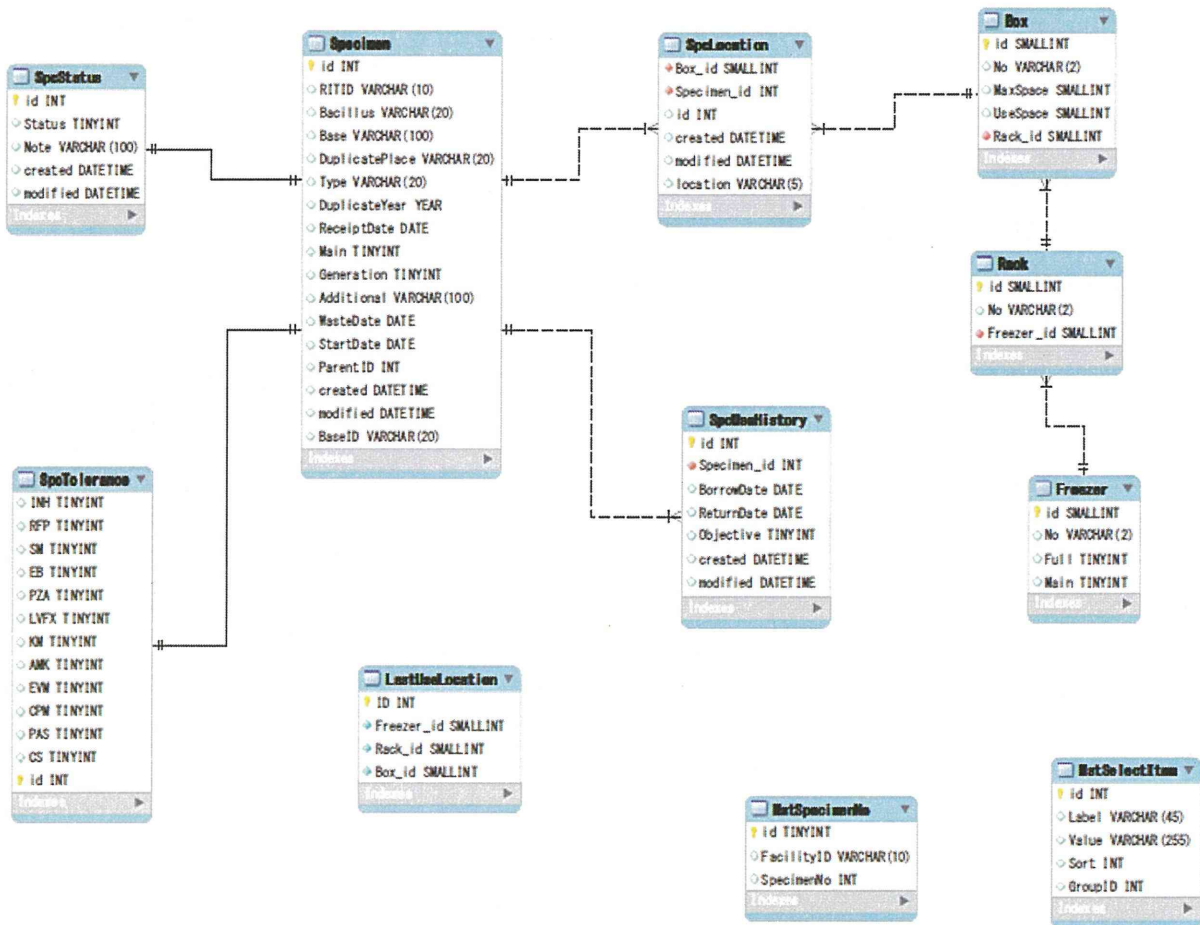 SpcStatus
id INT
Status TINYINT
Note VARCHAR(100)
created DATETIME
modified DATETIME
Indexes
Specimen
id INT
RITID VARCHAR(10)
Bacillus VARCHAR(20)
Base VARCHAR(100)
DuplicatePlace VARCHAR(20)
Type VARCHAR(20)
DuplicateYear YEAR
ReceiptDate DATE
Main TINYINT
Generation TINYINT
Additional VARCHAR(100)
WasteDate DATE
StartDate DATE
ParentID INT
created DATETIME
modified DATETIME
BaseID VARCHAR(20)
Indexes
SpcLocation
Box_id SMALLINT
Specimen_id INT
id INT
created DATETIME
modified DATETIME
location VARCHAR(5)
Indexes
Box
id SMALLINT
No VARCHAR(2)
MaxSpace SMALLINT
UseSpace SMALLINT
Rack_id SMALLINT
Indexes
Rack
id SMALLINT
No VARCHAR(2)
Freezer_id SMALLINT
Indexes
SpcUseHistory
id INT
Specimen_id INT
BorrowDate DATE
ReturnDate DATE
Objective TINYINT
created DATETIME
modified DATETIME
Indexes
Freezer
id SMALLINT
No VARCHAR(2)
Full TINYINT
Main TINYINT
Indexes
SpcTolerance
INH TINYINT
RFP TINYINT
SM TINYINT
EB TINYINT
PZA TINYINT
LVFX TINYINT
KM TINYINT
AMK TINYINT
EVM TINYINT
CPM TINYINT
PAS TINYINT
CS TINYINT
id INT
Indexes
LastUseLocation
ID INT
Freezer_id SMALLINT
Rack_id SMALLINT
Box_id SMALLINT
Indexes
MstSpecimenNo
id TINYINT
FacilityID VARCHAR(10)
SpecimenNo INT
Indexes
MstSelectItem
id INT
Label VARCHAR(45)
Value VARCHAR(255)
Sort INT
GroupID INT
Indexes